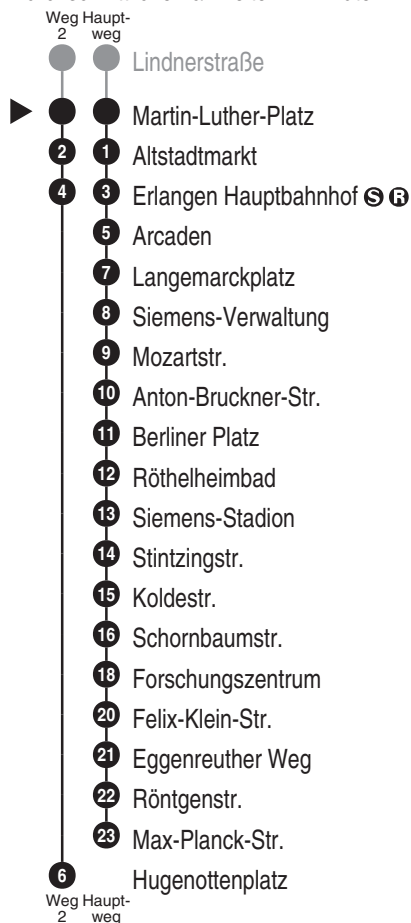 Weg Haupt-
2 weg
Lindnerstraße
Martin-Luther-Platz
2 1 Altstadtmarkt
4 3 Erlangen Hauptbahnhof S R
5 Arcaden
7 Langemarckplatz
8 Siemens-Verwaltung
9 Mozartstr.
10 Anton-Bruckner-Str.
11 Berliner Platz
12 Röthelheimbad
13 Siemens-Stadion
14 Stintzingstr.
15 Koldestr.
16 Schornbaumstr.
18 Forschungszentrum
20 Felix-Klein-Str.
21 Eggenreuther Weg
22 Röntgenstr.
23 Max-Planck-Str.
6 Hugenottenplatz
Weg Haupt-
2 weg